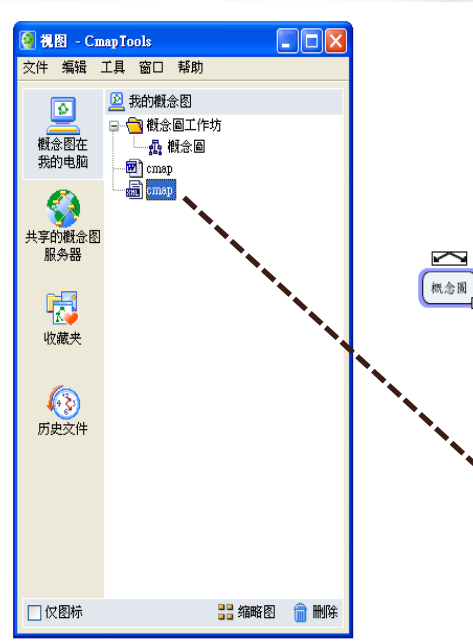 视图 - CmapTools
文件 编辑 工具 窗口 帮助
我的概念图
概念圖工作坊
概念圖
cmap
cmap
概念图在
我的电脑
共享的概念图
服务器
收藏夹
历史文件
仅图标
缩略图
删除
概念圖